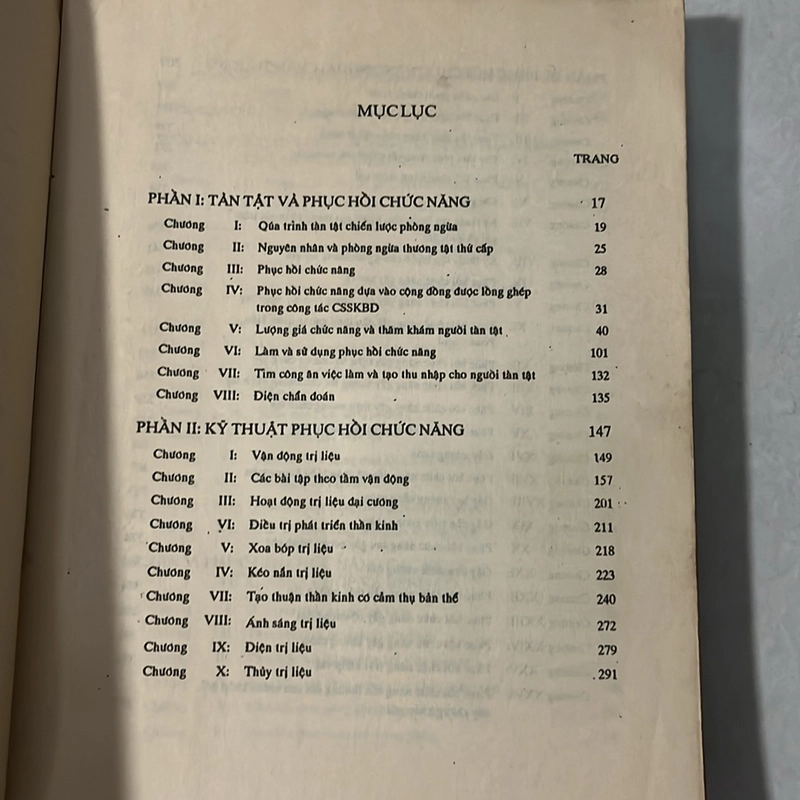 MỤC LỤC
TRANG
PHẦN I: TÀN TẬT VÀ PHỤC HỒI CHỨC NĂNG 17
Chương I: Qúa trình tàn tật chiến lược phòng ngừa 19
Chương II: Nguyên nhân và phòng ngừa thương tật thứ cấp 25
Chương III: Phục hồi chức năng 28
Chương IV: Phục hồi chức năng dựa vào cộng đồng được lồng ghép
trong công tác CSSKBD 31
Chương V: Lượng giá chức năng và thăm khám người tàn tật 40
Chương VI: Làm và sử dụng phục hồi chức năng 101
Chương VII: Tìm công ăn việc làm và tạo thu nhập cho người tàn tật 132
Chương VIII: Diện chẩn đoán 135
PHẦN II: KỸ THUẬT PHỤC HỒI CHỨC NĂNG 147
Chương I: Vận động trị liệu 149
Chương II: Các bài tập theo tầm vận động 157
Chương III: Hoạt động trị liệu đại cương 201
Chương VI: Diều trị phát triển thần kinh 211
Chương V: Xoa bóp trị liệu 218
Chương IV: Kéo nắn trị liệu 223
Chương VII: Tạo thuận thần kinh cơ cảm thụ bản thể 240
Chương VIII: Ánh sáng trị liệu 272
Chương IX: Diện trị liệu 279
Chương X: Thủy trị liệu 291